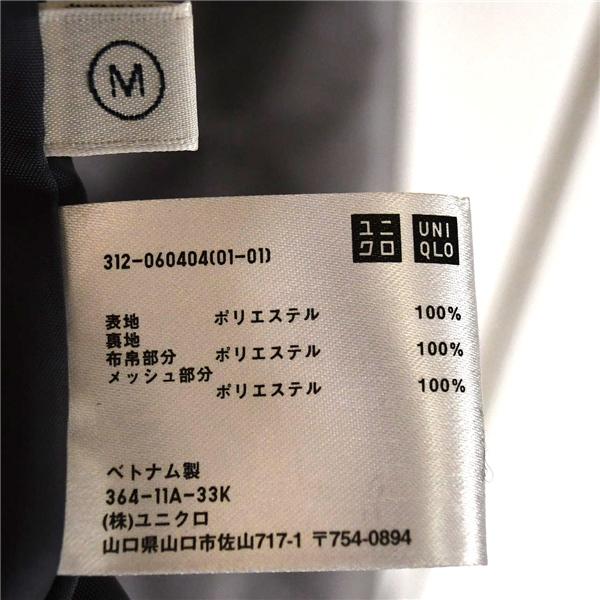 M
ユニ
クロ
UNI
QLO
312-060404(01-01)
表地 ポリエステル 100%
裏地
布帛部分 ポリエステル 100%
メッシュ部分
ポリエステル 100%
ベトナム製
364-11A-33K
(株)ユニクロ
山口県山口市佐山717-1 〒754-0894